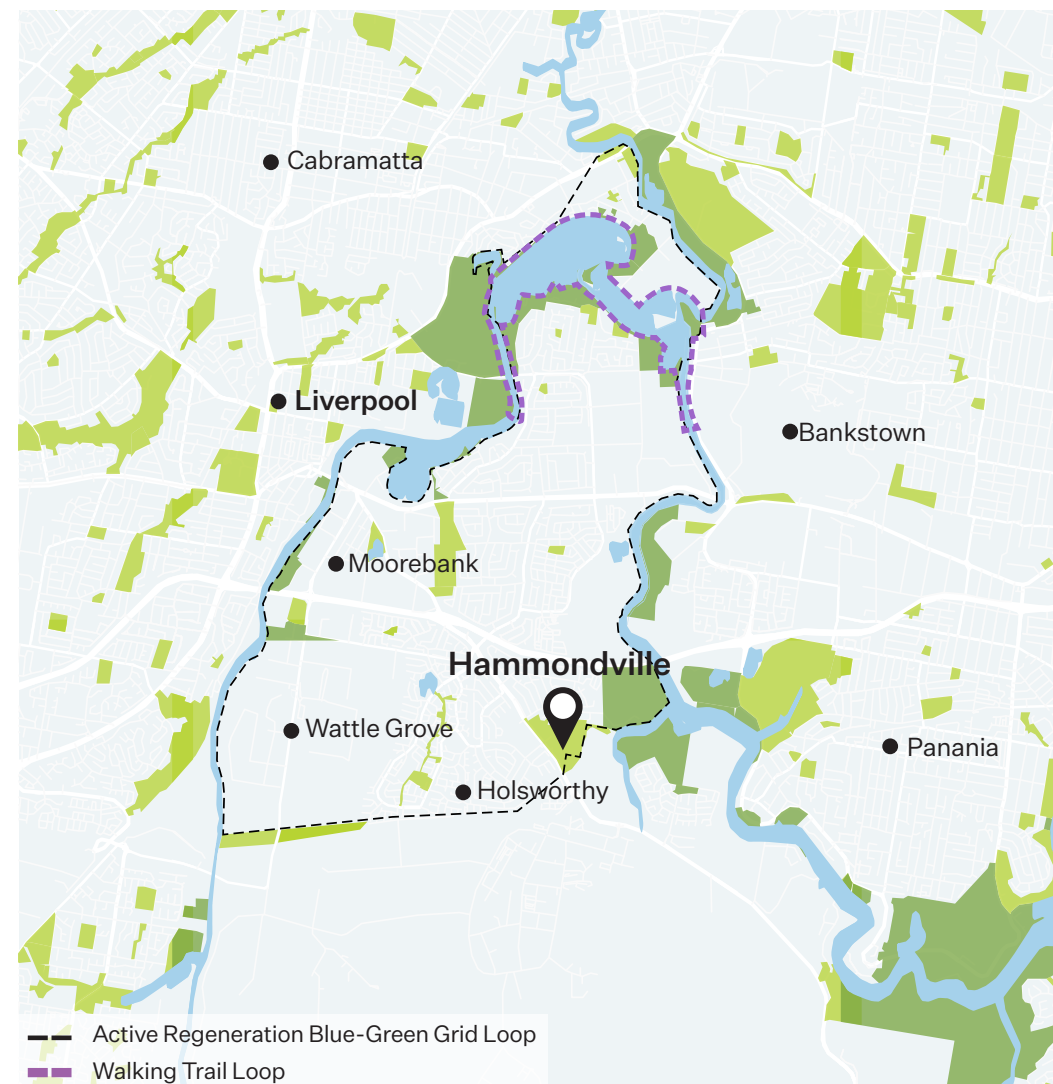 Cabramatta
Liverpool
Bankstown
Moorebank
Hammondville
Wattle Grove
Panania
Holsworthy
Active Regeneration Blue-Green Grid Loop
Walking Trail Loop